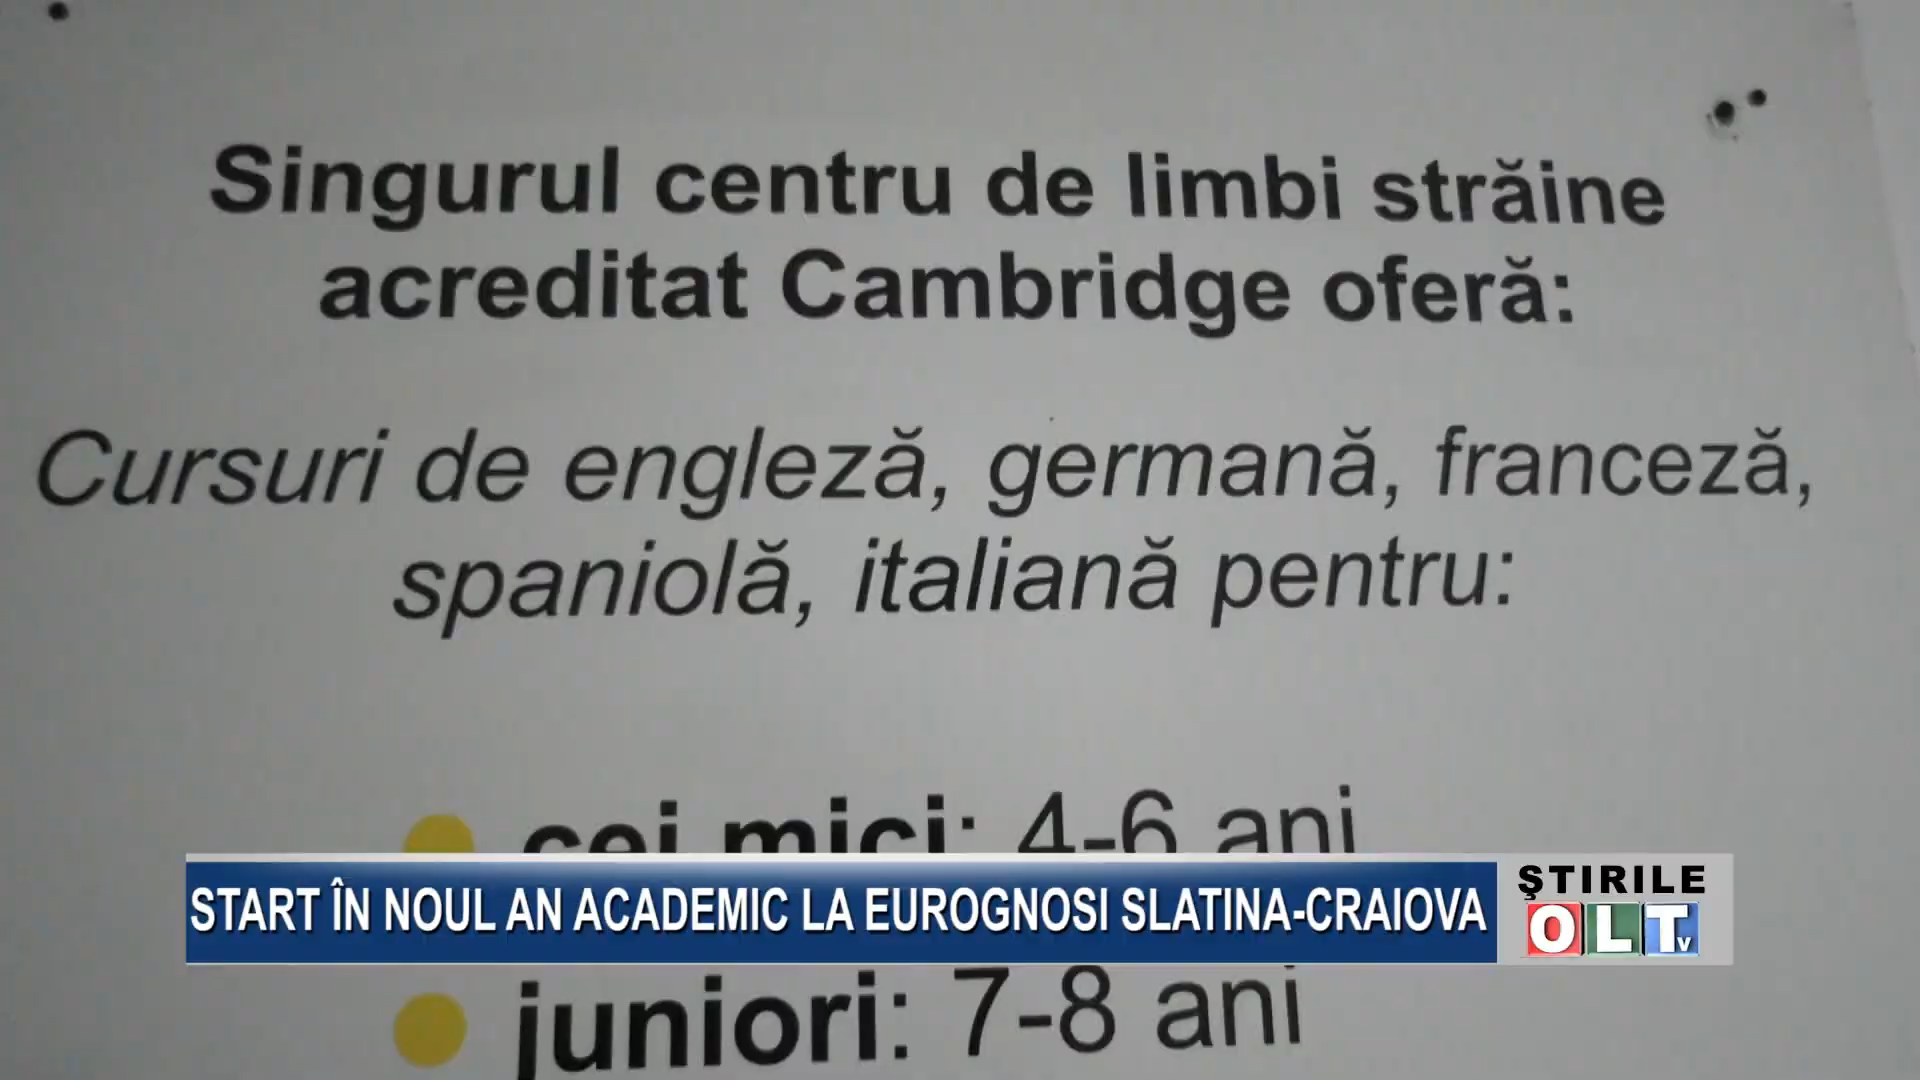 Singurul centru de limbi străine
acreditat Cambridge oferă:
Cursuri de engleză, germană, franceză,
spaniolă, italiană pentru:
cei mici: 4-6 ani
START ÎN NOUL AN ACADEMIC LA EUROGNOSI SLATINA-CRAIOVA
ŞTIRILE
OLTv
juniori: 7-8 ani